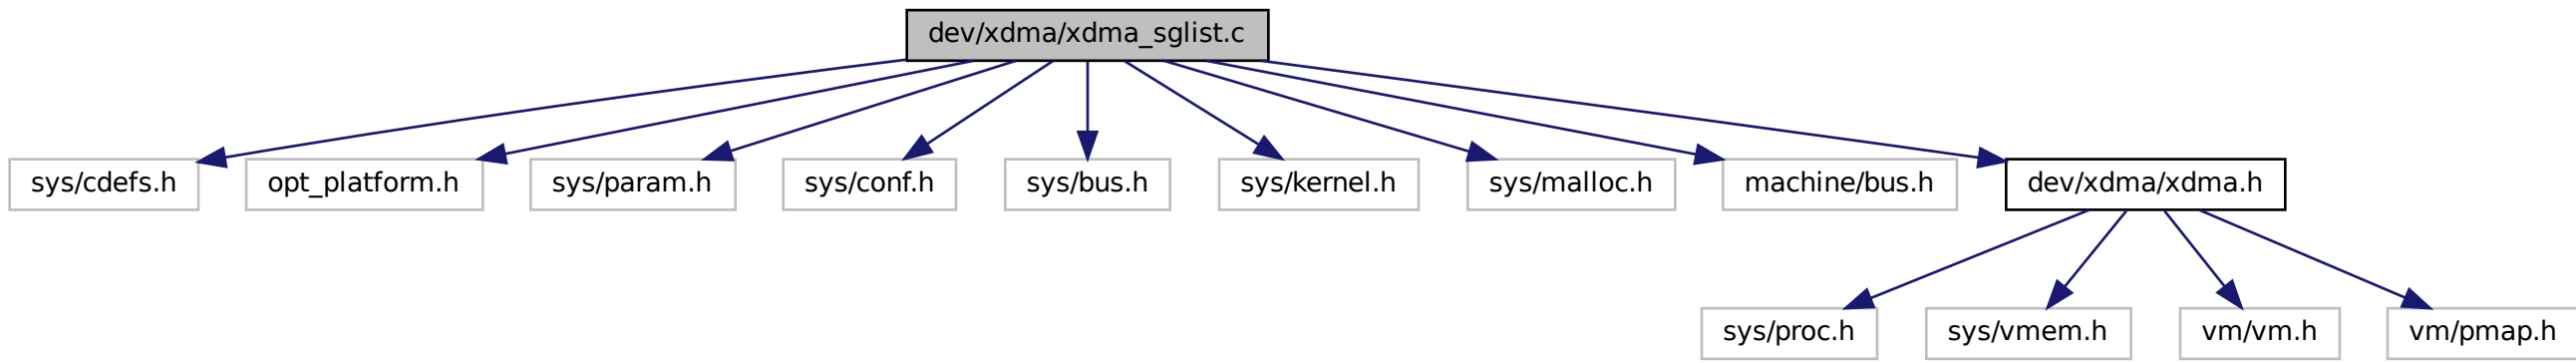 dev/xdma/xdma_sglist.c
sys/cdefs.h
opt_platform.h
sys/param.h
sys/conf.h
sys/bus.h
sys/kernel.h
sys/malloc.h
machine/bus.h
dev/xdma/xdma.h
sys/proc.h
sys/vmem.h
vm/vm.h
vm/pmap.h